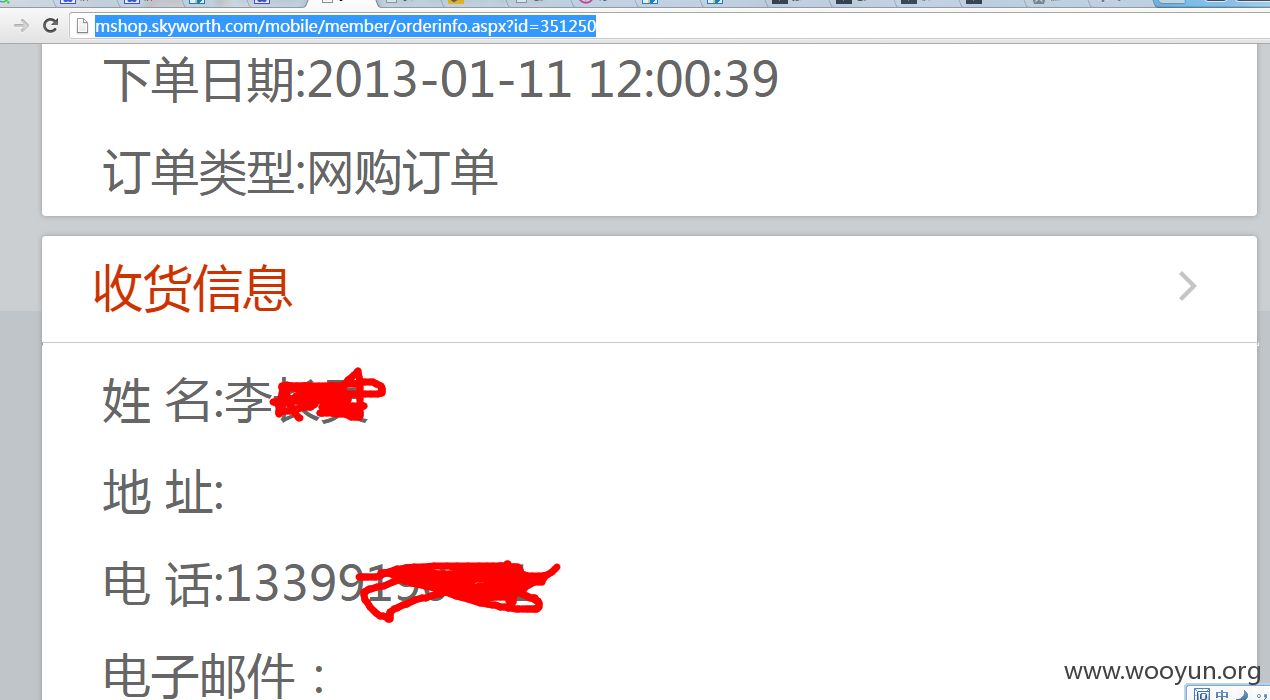 mshop.skyworth.com/mobile/member/orderinfo.aspx?id=351250
下单日期:2013-01-11 12:00:39
订单类型:网购订单
收货信息
姓 名:李
地 址:
电 话:13399
电子邮件：
www.wooyun.org
中